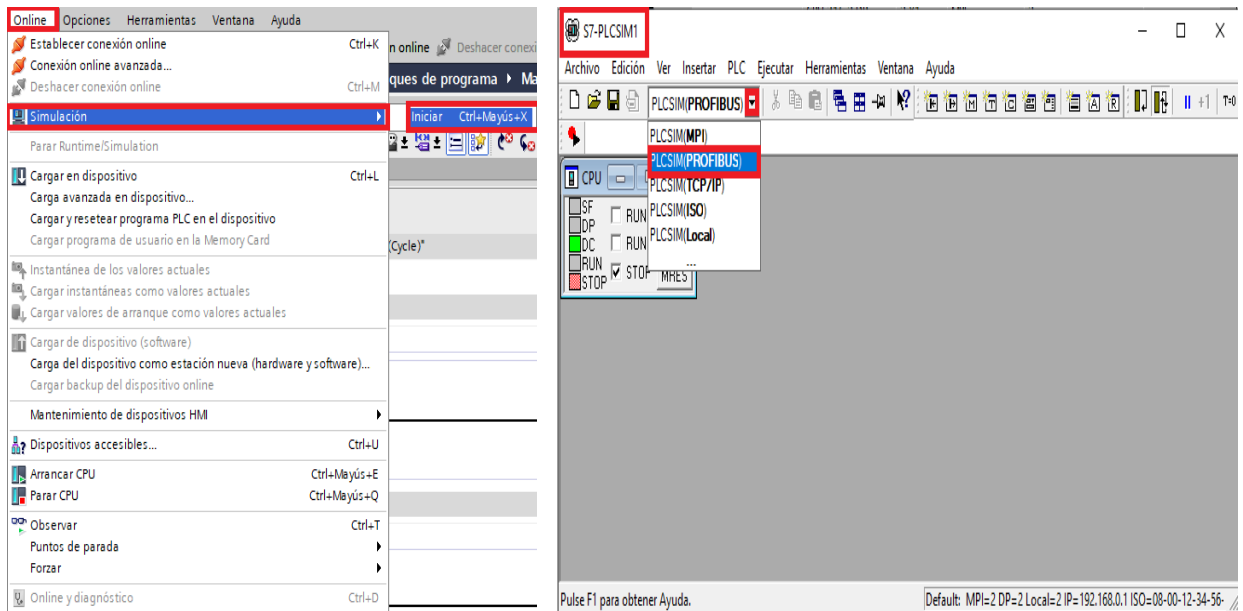 Online Opciones Herramientas Ventana Ayuda
Establecer conexión online Ctrl+K
Conexión online avanzada...
Deshacer conexión online Ctrl+M
Simulación
Iniciar Ctrl+Mayús+X
Parar Runtime/Simulation
Cargar en dispositivo Ctrl+L
Carga avanzada en dispositivo...
Cargar y resetear programa PLC en el dispositivo
Cargar programa de usuario en la Memory Card
Instantánea de los valores actuales
Cargar instantáneas como valores actuales
Cargar valores de arranque como valores actuales
Cargar de dispositivo (software)
Carga del dispositivo como estación nueva (hardware y software)...
Cargar backup del dispositivo online
Mantenimiento de dispositivos HMI
Dispositivos accesibles... Ctrl+U
Arrancar CPU Ctrl+Mayús+E
Parar CPU Ctrl+Mayús+Q
Observar Ctrl+T
Puntos de parada
Forzar
Online y diagnóstico Ctrl+D
n online Deshacer conexi
ques de programa Ma
(Cycle)"
S7-PLCSIM1
Archivo Edición Ver Insertar PLC Ejecutar Herramientas Ventana Ayuda
PLCSIM(PROFIBUS)
+1 T=0
PLCSIM(MPI)
PLCSIM(PROFIBUS)
PLCSIM(TCP/IP)
PLCSIM(ISO)
PLCSIM(Local)
...
CPU
SF
DP
DC
RUN
STOP
RUN
RUN
STOP
MRES
Pulse F1 para obtener Ayuda.
Default: MPI=2 DP=2 Local=2 IP=192.168.0.1 ISO=08-00-12-34-56-